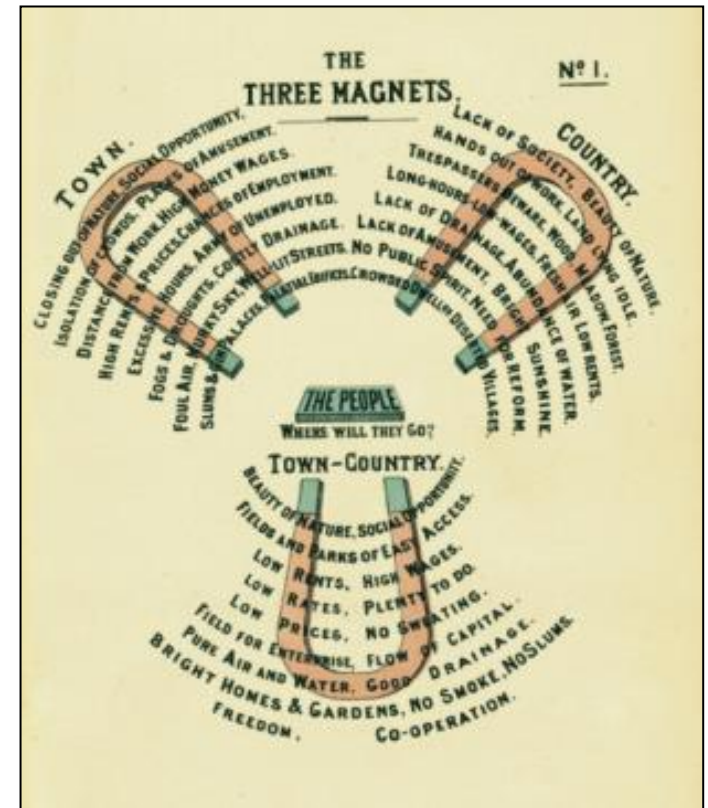 THE
THREE MAGNETS.
Nº 1.
TOWN.
CLOSING OUT OF NATURE. SOCIAL OPPORTUNITY.
ISOLATION OF CROWDS. PLACES OF AMUSEMENT.
DISTANCE FROM WORK. HIGH MONEY WAGES.
HIGH RENTS & PRICES. CHANCES OF EMPLOYMENT.
EXCESSIVE HOURS. ARMY OF UNEMPLOYED.
FOGS & DROUGHTS. COSTLY DRAINAGE.
FOUL AIR. MURKY SKY. WELL-LIT STREETS.
SLUMS & GIN PALACES. PALATIAL EDIFICES. CROWDED
COUNTRY.
LACK OF SOCIETY. BEAUTY OF NATURE.
HANDS OUT OF WORK. LAND LYING IDLE.
TRESPASSERS BEWARE. WOOD, MEADOW, FOREST.
LONG-HOURS-LOW-WAGES. FRESH AIR. LOW RENTS.
LACK OF DRAINAGE. ABUNDANCE OF WATER.
LACK OF AMUSEMENT. BRIGHT SUNSHINE.
NO PUBLIC SPIRIT. NEED FOR REFORM.
DESERTED VILLAGES.
THE PEOPLE
WHERE WILL THEY GO?
TOWN-COUNTRY.
BEAUTY OF NATURE. SOCIAL OPPORTUNITY.
FIELDS AND PARKS OF EASY ACCESS.
LOW RENTS, HIGH WAGES.
LOW RATES, PLENTY TO DO.
LOW PRICES, NO SWEATING.
FIELD FOR ENTERPRISE, FLOW OF CAPITAL.
PURE AIR AND WATER, GOOD DRAINAGE.
BRIGHT HOMES & GARDENS, NO SMOKE, NO SLUMS.
FREEDOM. CO-OPERATION.